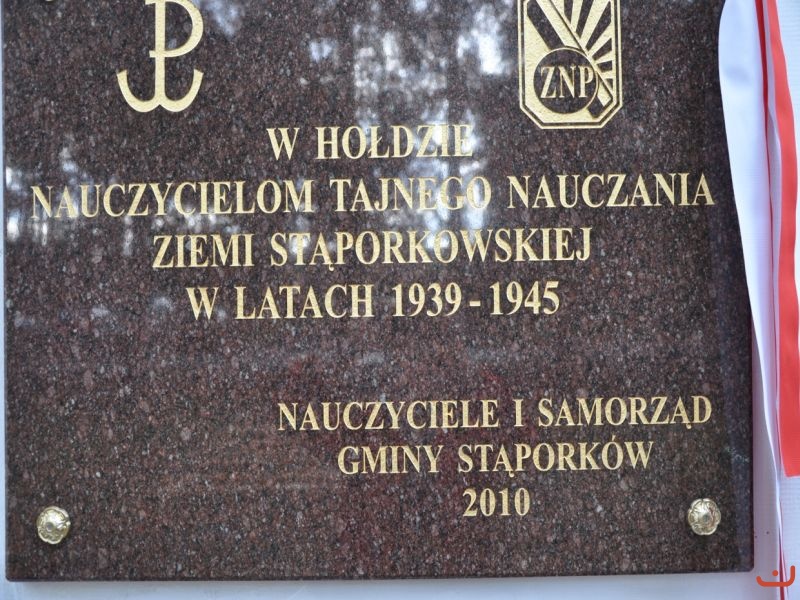 ZNP
W HOŁDZIE
NAUCZYCIELOM TAJNEGO NAUCZANIA
ZIEMI STĄPORKOWSKIEJ
W LATACH 1939 - 1945
NAUCZYCIELE I SAMORZĄD
GMINY STĄPORKÓW
2010